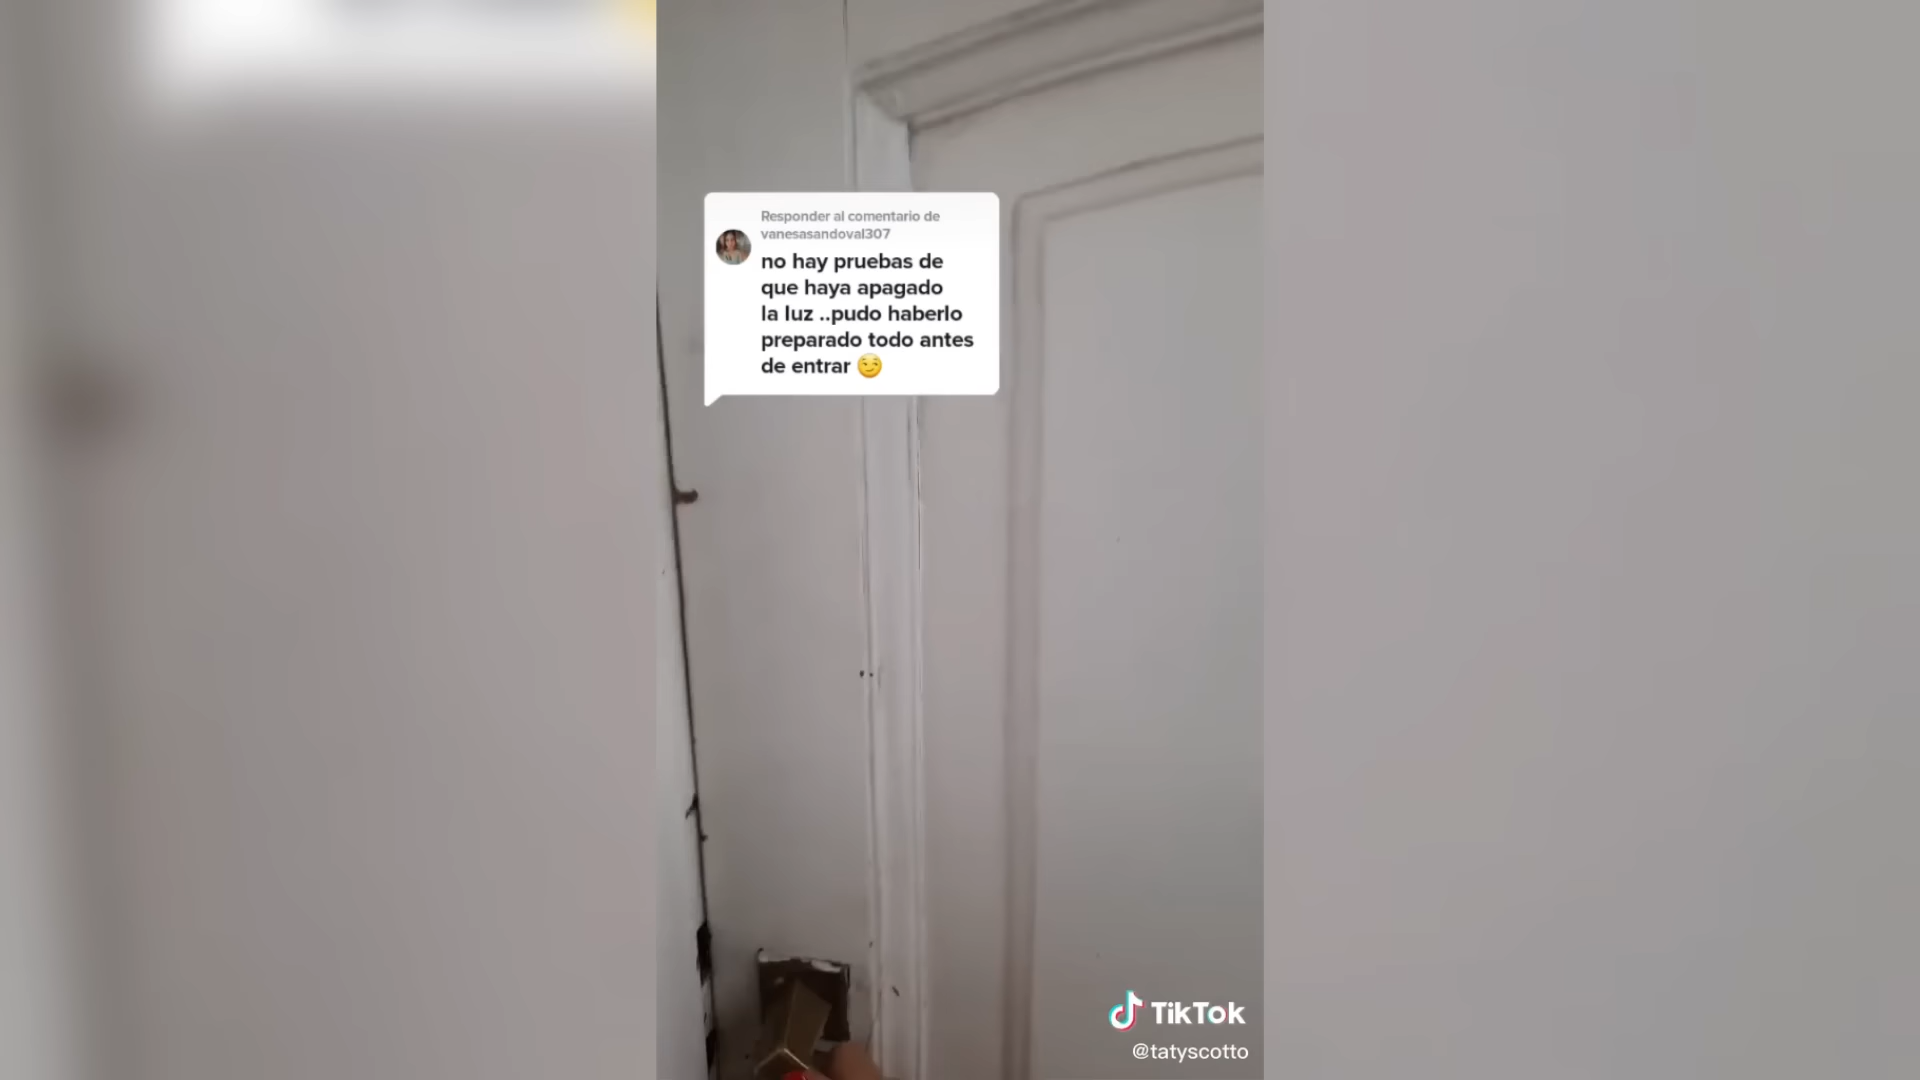 Responder al comentario de
vanesasandoval307
no hay pruebas de
que haya apagado
la luz ..pudo haberlo
preparado todo antes
de entrar 😏
TikTok
@tatyscotto